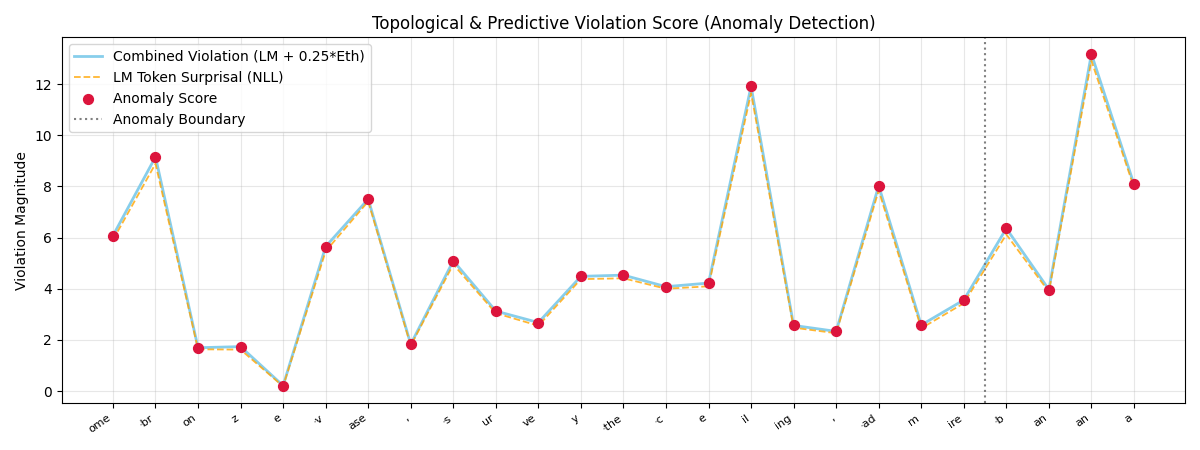 Topological & Predictive Violation Score (Anomaly Detection)
Combined Violation (LM + 0.25*Eth)
LM Token Surprisal (NLL)
Anomaly Score
Anomaly Boundary
Violation Magnitude
12
10
8
6
4
2
0
ome ·br on z e ·v ase , ·s ur ve y ·the ·c e il ing , ·ad m ire ·b an an a